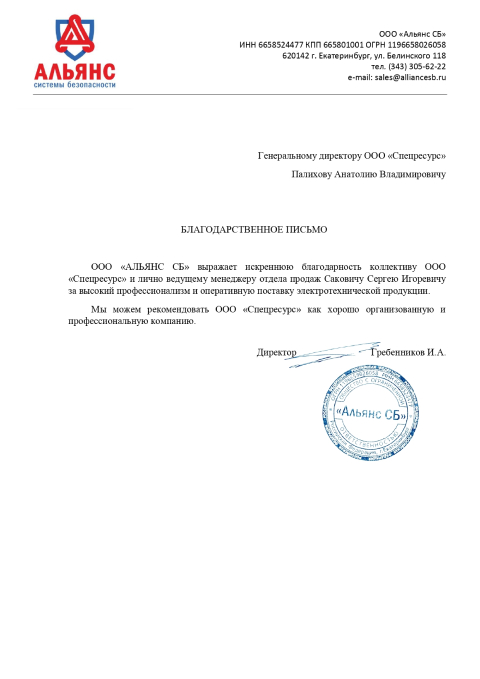 АЛЬЯНС
системы безопасности
ООО «Альянс СБ»
ИНН 6658524477 КПП 665801001 ОГРН 1196658026058
620142 г. Екатеринбург, ул. Белинского 118
тел. (343) 305-62-22
e-mail: sales@alliancesb.ru
Генеральному директору ООО «Спецресурс»
Палихову Анатолию Владимировичу
БЛАГОДАРСТВЕННОЕ ПИСЬМО
ООО «АЛЬЯНС СБ» выражает искреннюю благодарность коллективу ООО
«Спецресурс» и лично ведущему менеджеру отдела продаж Саковичу Сергею Игоревичу
за высокий профессионализм и оперативную поставку электротехнической продукции.
Мы можем рекомендовать ООО «Спецресурс» как хорошо организованную и
профессиональную компанию.
Директор Гребенников И.А.
«Альянс СБ»
ОТВЕТСТВЕННОСТЬЮ